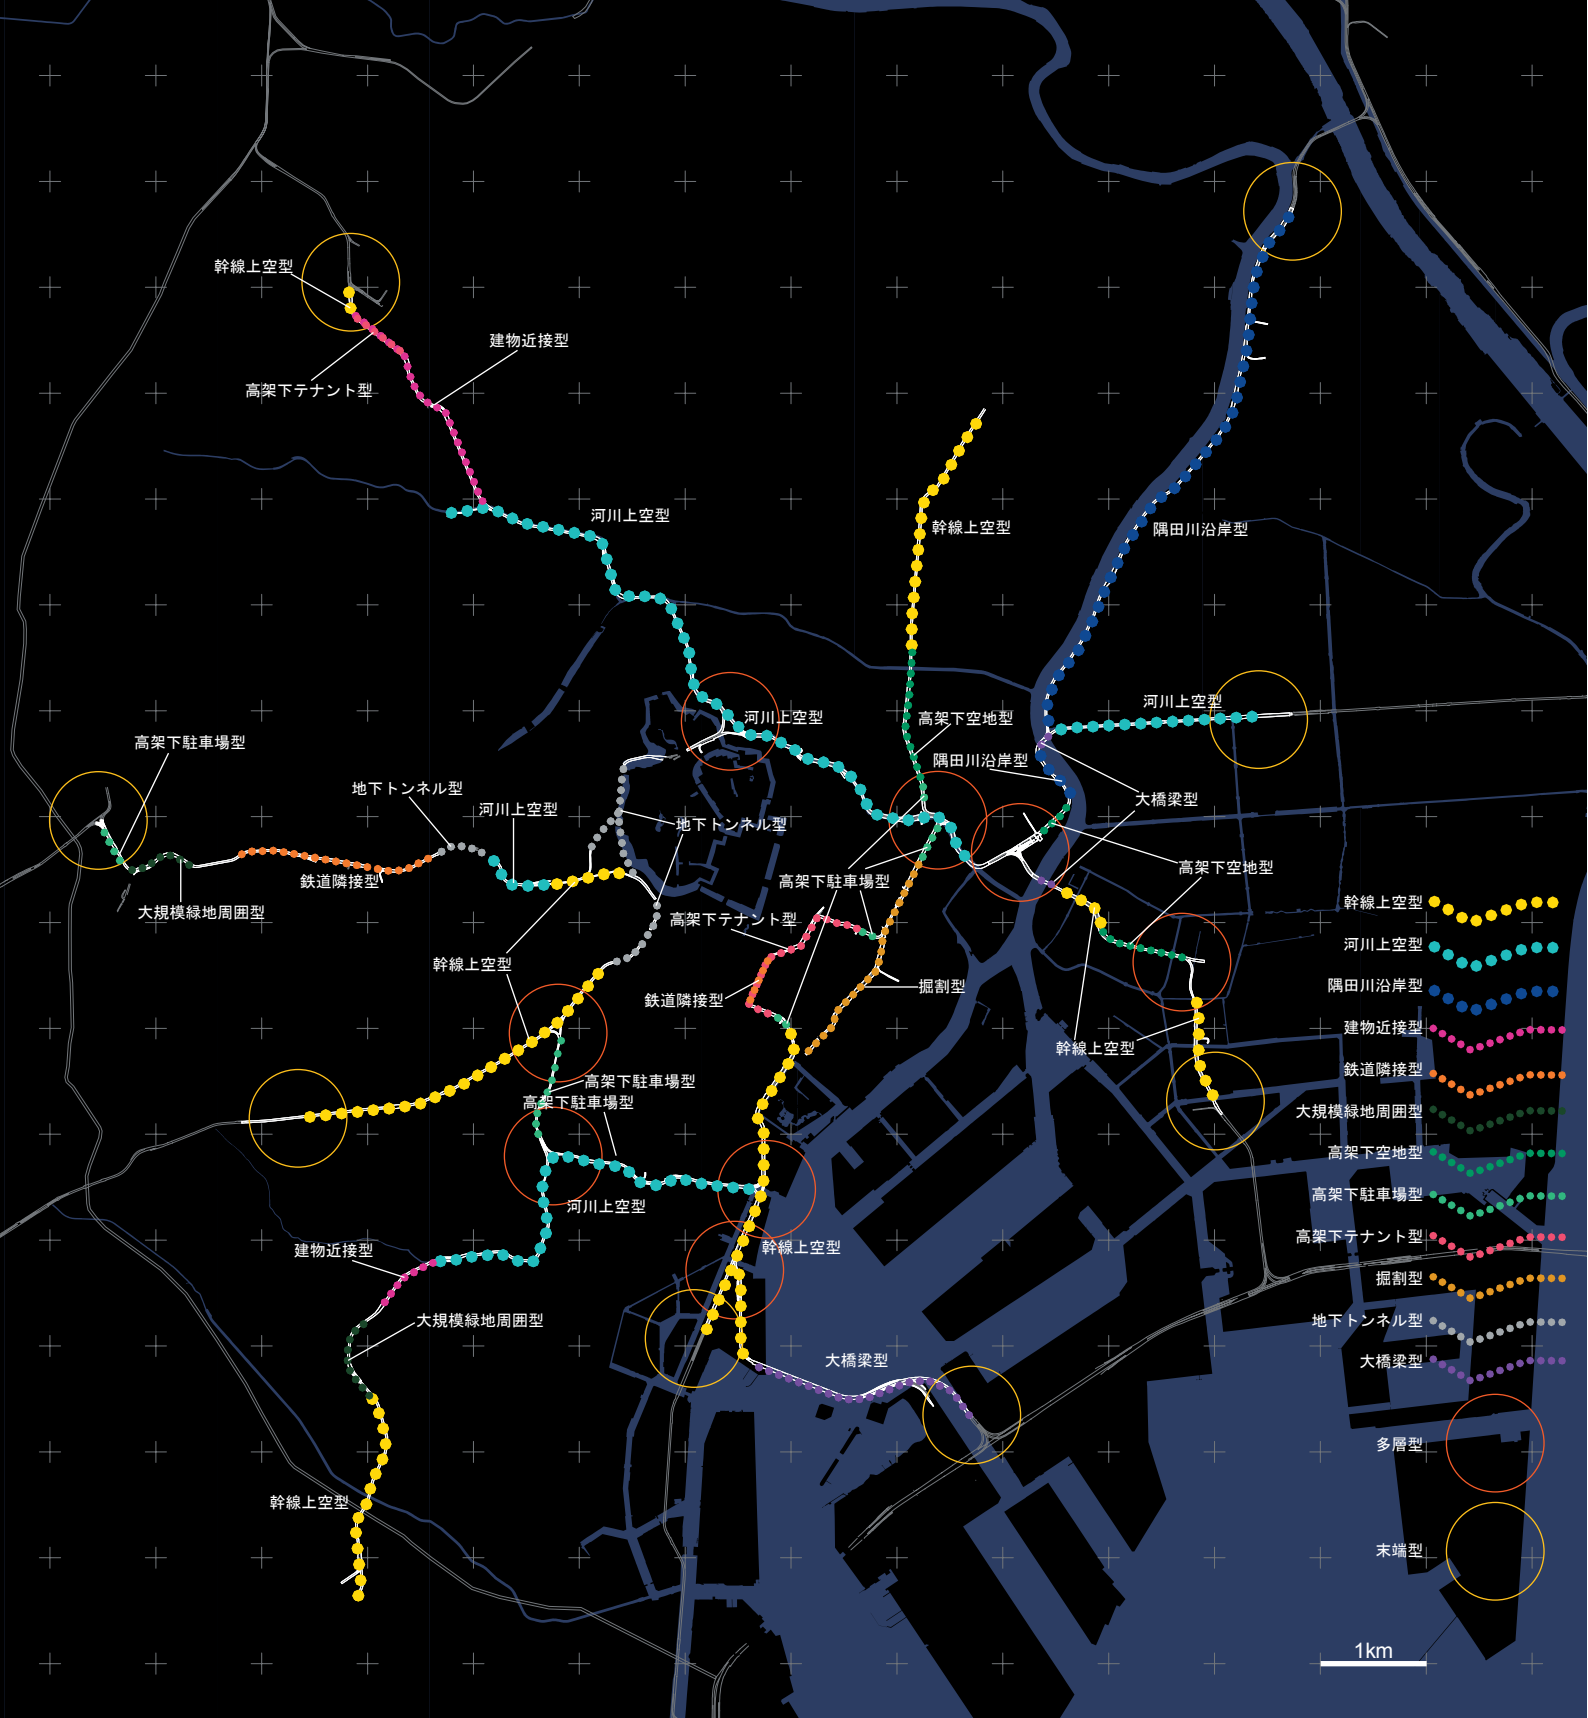 幹線上空型
建物近接型
高架下テナント型
河川上空型
幹線上空型
隅田川沿岸型
河川上空型
河川上空型
高架下空地型
高架下駐車場型
隅田川沿岸型
地下トンネル型
大橋梁型
河川上空型
地下トンネル型
高架下空地型
鉄道隣接型
高架下駐車場型
大規模緑地周囲型
高架下テナント型
幹線上空型
掘割型
鉄道隣接型
幹線上空型
高架下駐車場型
高架下駐車場型
河川上空型
幹線上空型
建物近接型
大規模緑地周囲型
大橋梁型
幹線上空型
幹線上空型
河川上空型
隅田川沿岸型
建物近接型
鉄道隣接型
大規模緑地周囲型
高架下空地型
高架下駐車場型
高架下テナント型
掘割型
地下トンネル型
大橋梁型
多層型
末端型
1km